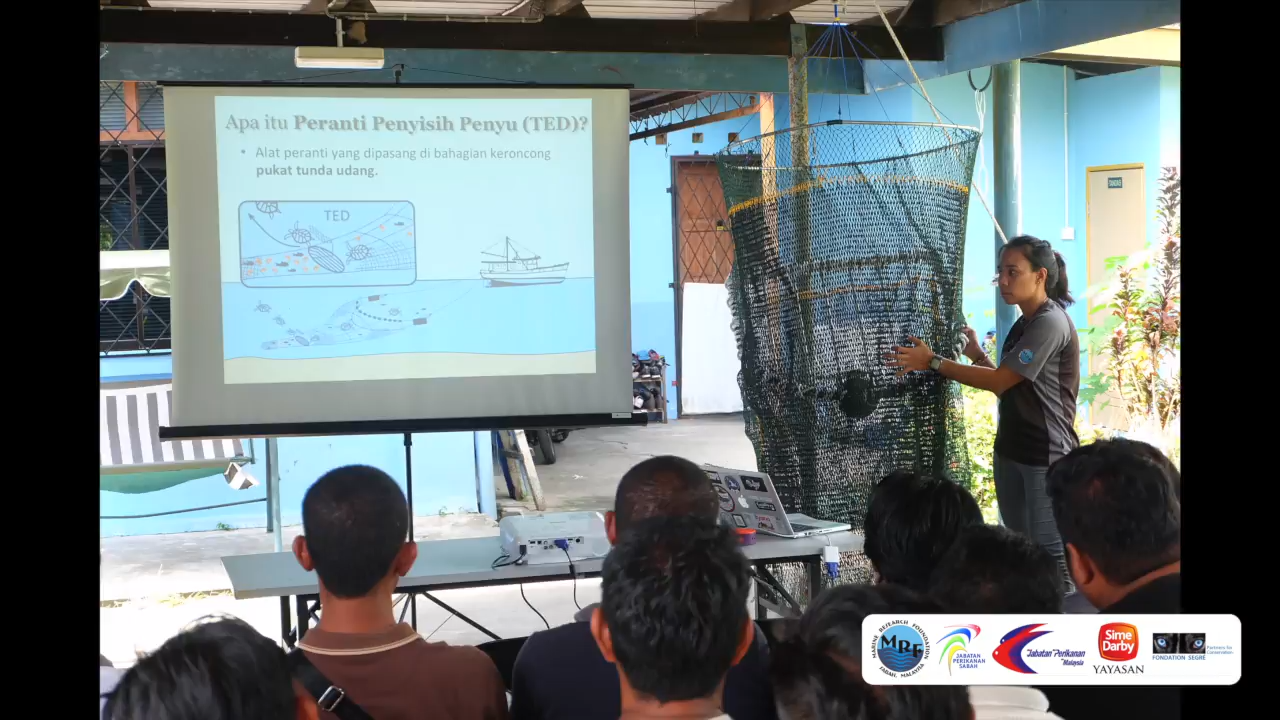 Apa itu Peranti Penyisih Penyu (TED)?
• Alat peranti yang dipasang di bahagian keroncong
pukat tunda udang.
TED
MARINE RESEARCH FOUNDATION
MRF
SABAH, MALAYSIA
JABATAN
PERIKANAN
SABAH
Jabatan Perikanan
Malaysia
Sime
Darby
YAYASAN
FONDATION SEGRÉ
Partners for
Conservation